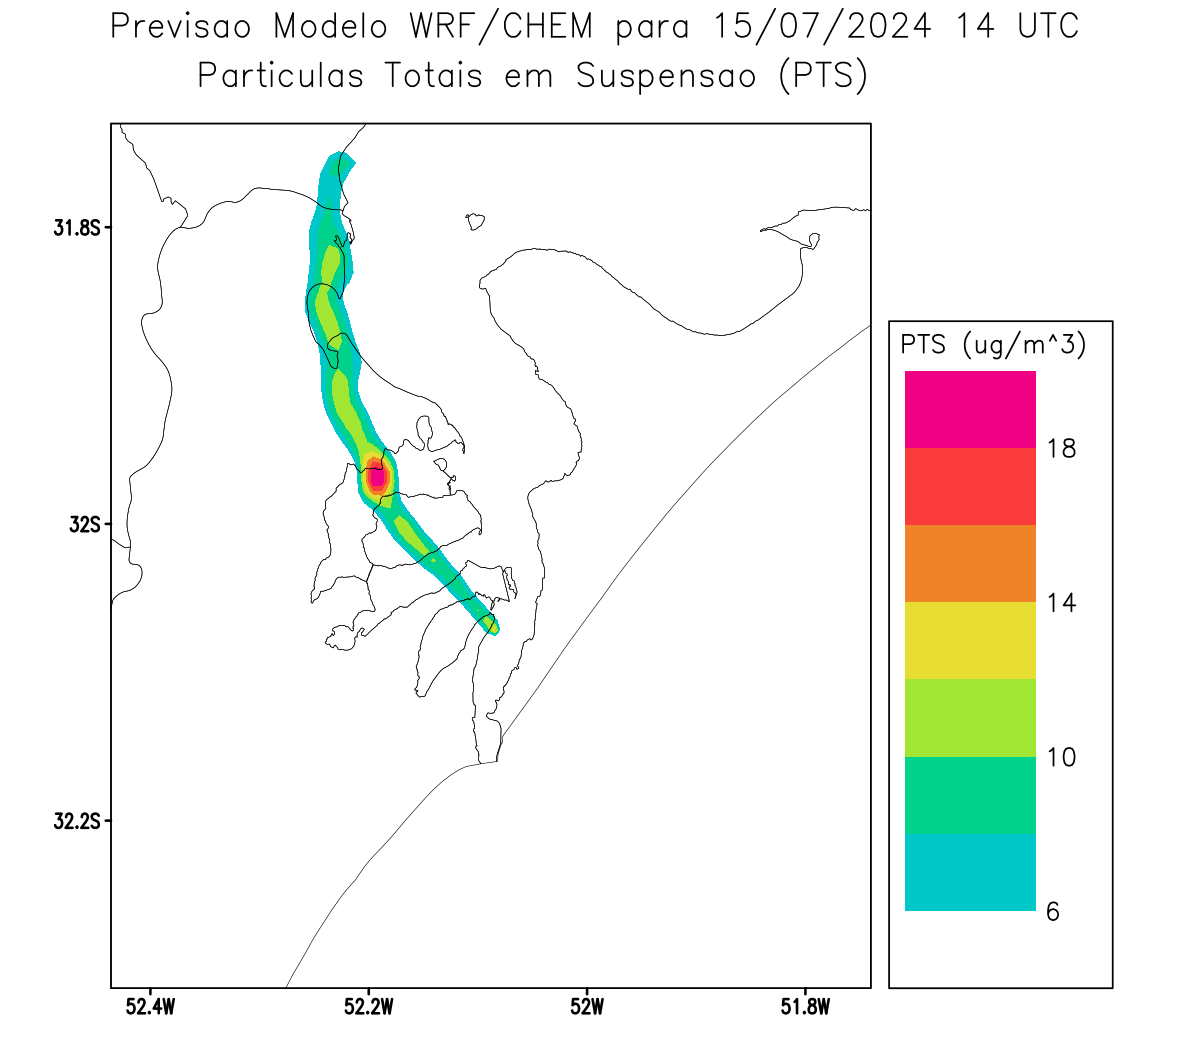 Previsao Modelo WRF/CHEM para 15/07/2024 14 UTC
Particulas Totais em Suspensao (PTS)
31.8S
32S
32.2S
52.4W 52.2W 52W 51.8W
PTS (ug/m^3)
18
14
10
6